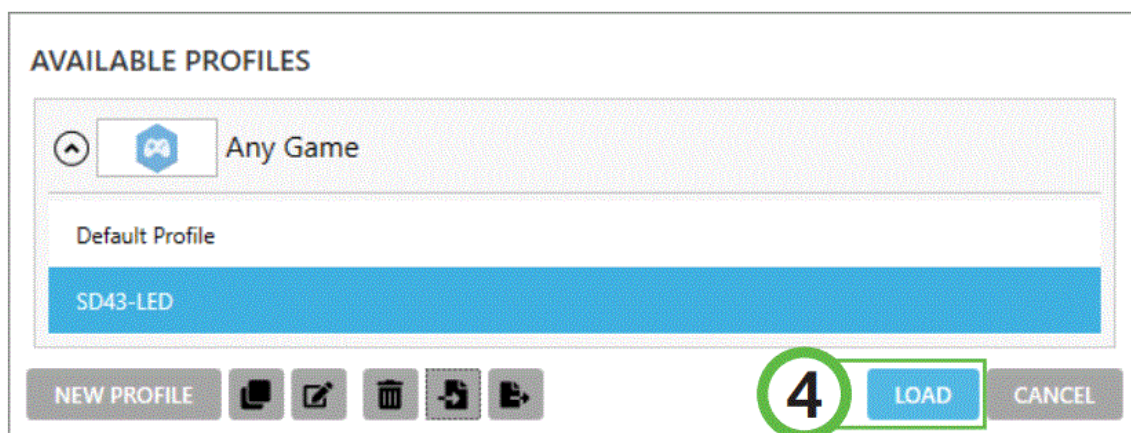 AVAILABLE PROFILES
Any Game
Default Profile
SD43-LED
NEW PROFILE
4
LOAD
CANCEL